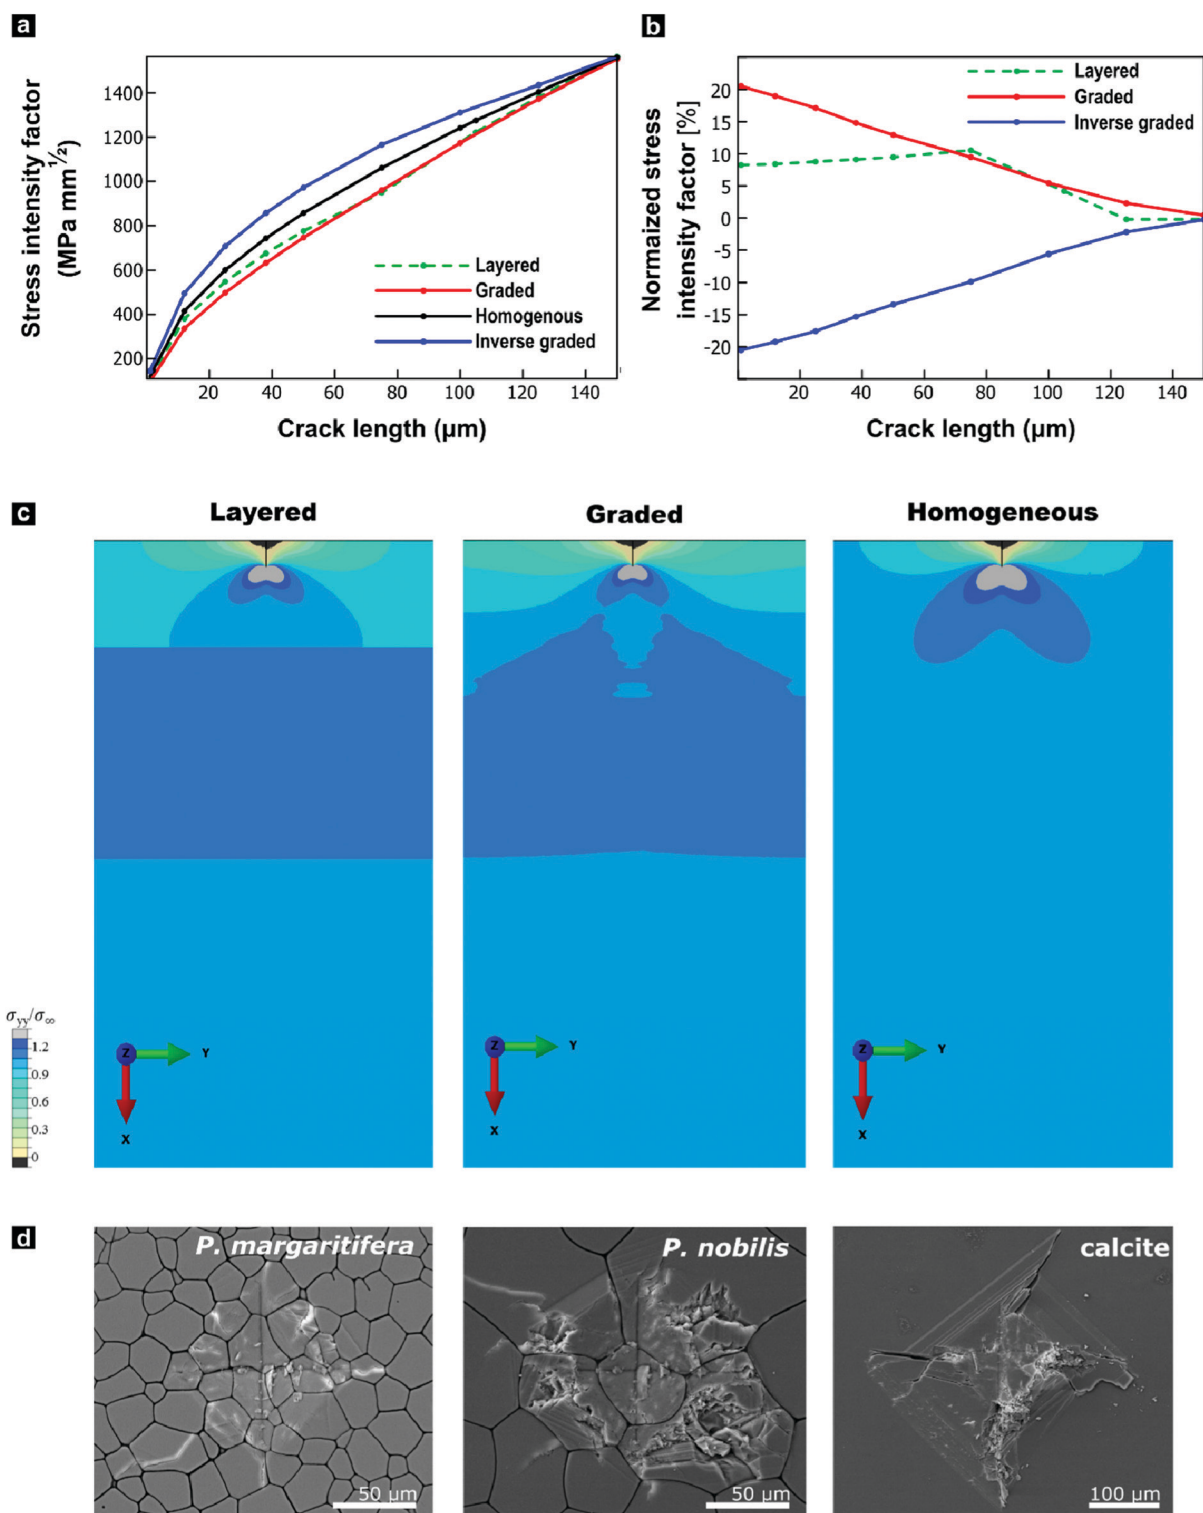 a
Stress intensity factor
(MPa mm½)
1400
1200
1000
800
600
400
200
20 40 60 80 100 120 140
Crack length (µm)
Layered
Graded
Homogenous
Inverse graded
b
Normaized stress
intensity factor [%]
20
15
10
5
0
-5
-10
-15
-20
20 40 60 80 100 120 140
Crack length (µm)
Layered
Graded
Inverse graded
c
Layered Graded Homogeneous
σyy/σ∞
1.2
0.9
0.6
0.3
0
Z Y
X
Z Y
X
Z Y
X
d
P. margaritifera
50 µm
P. nobilis
50 µm
calcite
100 µm